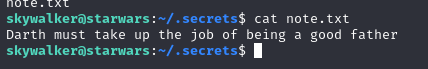 note.txt
skywalker@starwars:~/.secrets$ cat note.txt
Darth must take up the job of being a good father
skywalker@starwars:~/.secrets$